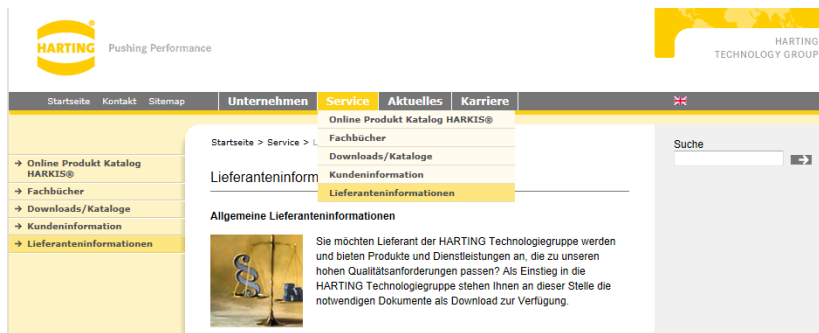 HARTING
Pushing Performance
HARTING
TECHNOLOGY GROUP
Startseite Kontakt Sitemap
Unternehmen Service Aktuelles Karriere
Online Produkt Katalog HARKIS®
Fachbücher
Downloads/Kataloge
Kundeninformation
Lieferanteninformationen
Startseite > Service > L
Suche
→ Online Produkt Katalog
HARKIS®
→ Fachbücher
→ Downloads/Kataloge
→ Kundeninformation
→ Lieferanteninformationen
Lieferanteninform
Allgemeine Lieferanteninformationen
Sie möchten Lieferant der HARTING Technologiegruppe werden
und bieten Produkte und Dienstleistungen an, die zu unseren
hohen Qualitätsanforderungen passen? Als Einstieg in die
HARTING Technologiegruppe stehen Ihnen an dieser Stelle die
notwendigen Dokumente als Download zur Verfügung.